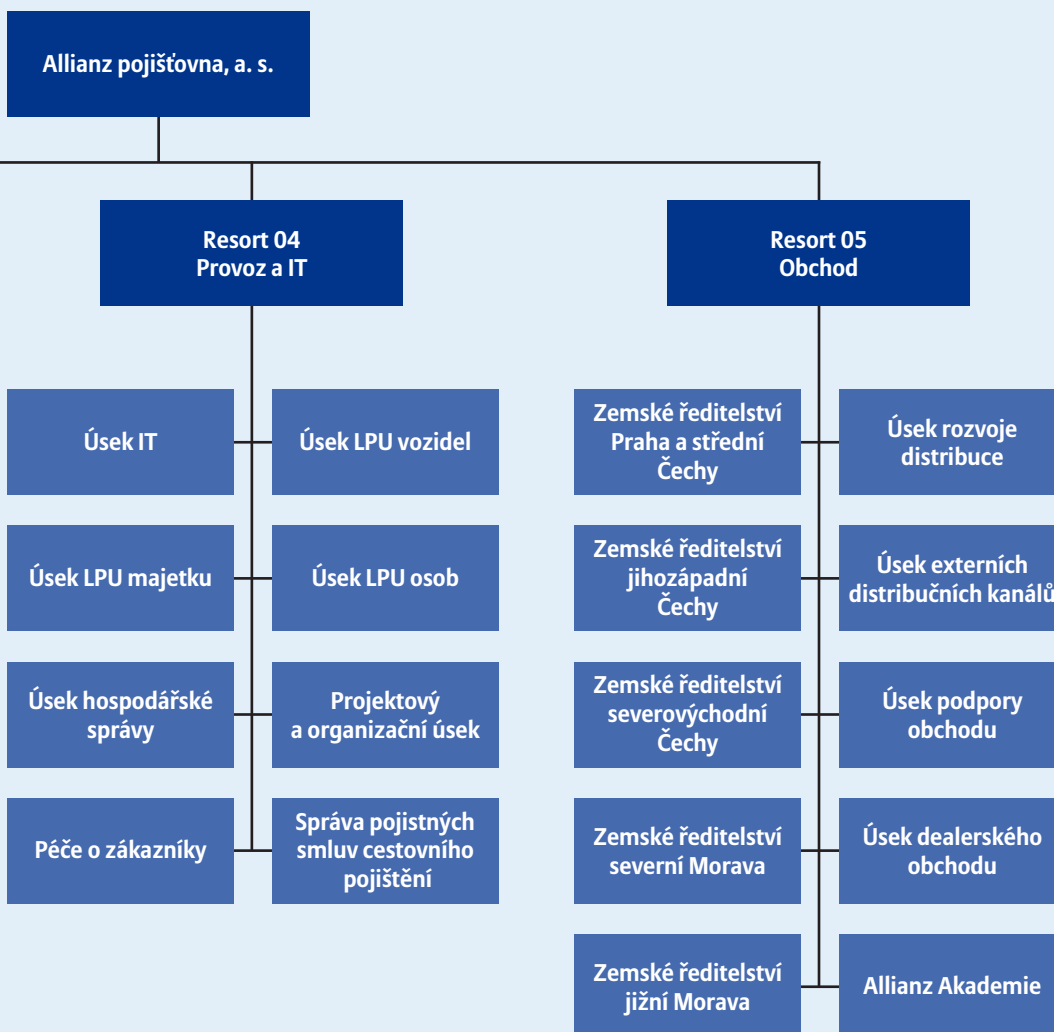 Allianz pojišťovna, a. s.
Resort 04
Provoz a IT
Resort 05
Obchod
Úsek IT
Úsek LPU vozidel
Zemské ředitelství
Praha a střední
Čechy
Úsek rozvoje
distribuce
Úsek LPU majetku
Úsek LPU osob
Zemské ředitelství
jihozápadní
Čechy
Úsek externích
distribučních kanálů
Úsek hospodářské
správy
Projektový
a organizační úsek
Zemské ředitelství
severovýchodní
Čechy
Úsek podpory
obchodu
Péče o zákazníky
Správa pojistných
smluv cestovního
pojištění
Zemské ředitelství
severní Morava
Úsek dealerského
obchodu
Zemské ředitelství
jižní Morava
Allianz Akademie